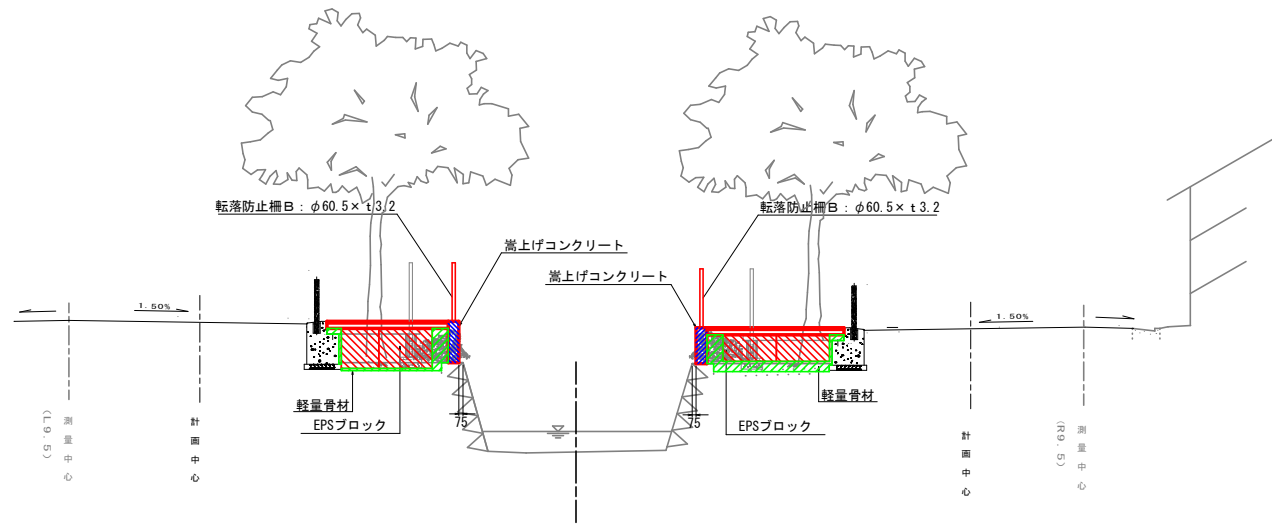 転落防止柵B：φ60.5×t3.2
転落防止柵B：φ60.5×t3.2
嵩上げコンクリート
嵩上げコンクリート
1.50%
1.50%
軽量骨材
EPSブロック
75
75
軽量骨材
EPSブロック
測量中心
(L9.5)
計画中心
計画中心
測量中心
(R9.5)